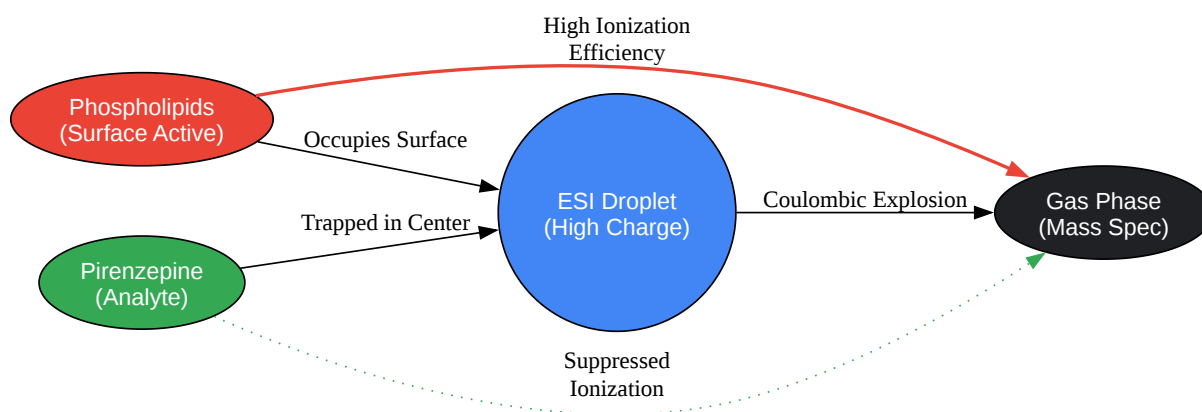 High Ionization
Efficiency
Phospholipids
(Surface Active)
Occupies Surface
ESI Droplet
(High Charge)
Coulombic Explosion
Gas Phase
(Mass Spec)
Trapped in Center
Pirenzepine
(Analyte)
Suppressed
Ionization